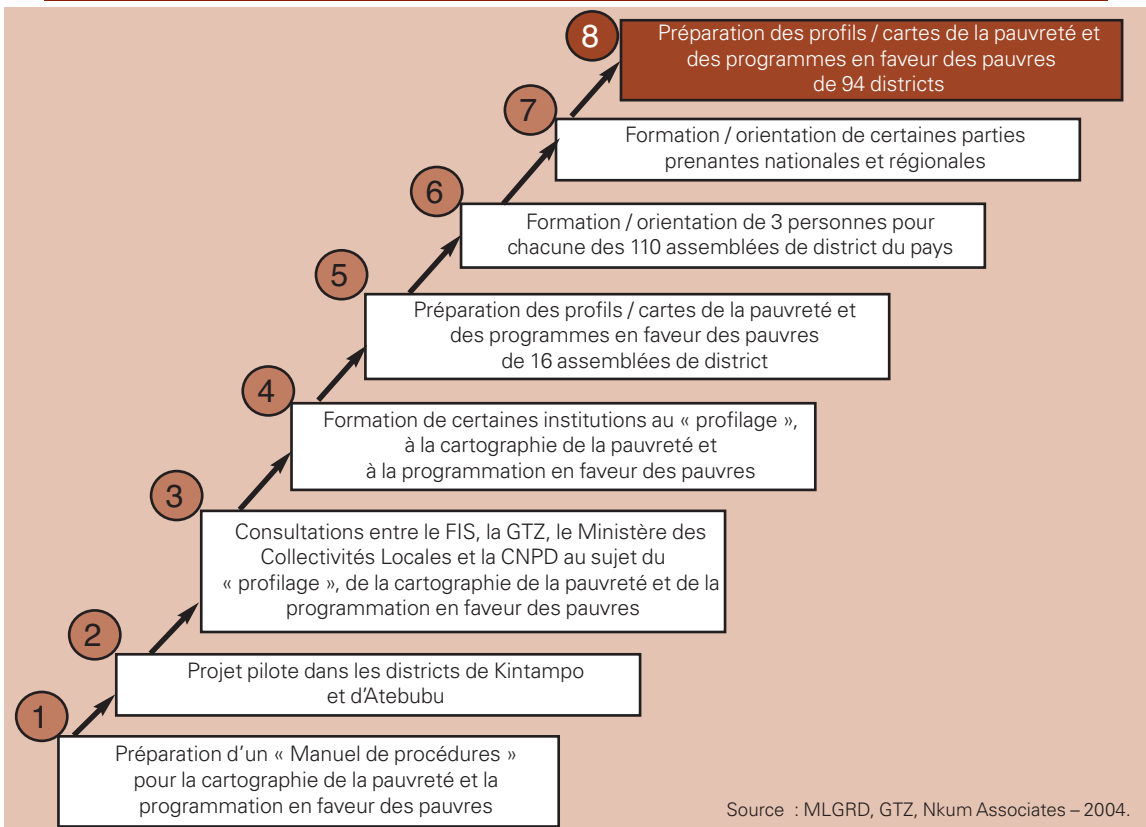 8
Préparation des profils / cartes de la pauvreté et
des programmes en faveur des pauvres
de 94 districts
7
Formation / orientation de certaines parties
prenantes nationales et régionales
6
Formation / orientation de 3 personnes pour
chacune des 110 assemblées de district du pays
5
Préparation des profils / cartes de la pauvreté et
des programmes en faveur des pauvres
de 16 assemblées de district
4
Formation de certaines institutions au « profilage »,
à la cartographie de la pauvreté et
à la programmation en faveur des pauvres
3
Consultations entre le FIS, la GTZ, le Ministère des
Collectivités Locales et la CNPD au sujet du
« profilage », de la cartographie de la pauvreté et de la
programmation en faveur des pauvres
2
Projet pilote dans les districts de Kintampo
et d'Atebubu
1
Préparation d'un « Manuel de procédures »
pour la cartographie de la pauvreté et la
programmation en faveur des pauvres
Source : MLGRD, GTZ, Nkum Associates – 2004.